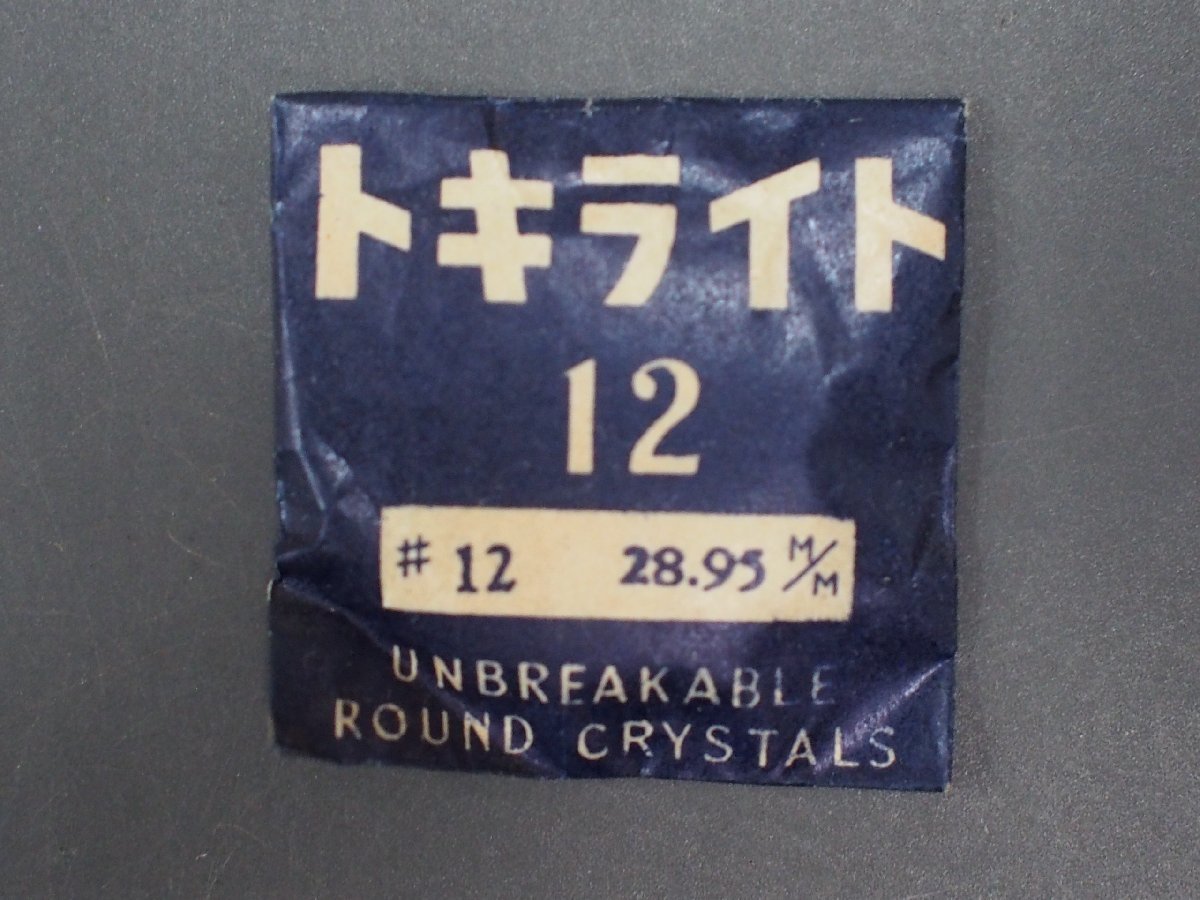 トキライト
12
# 12 28.95 M/M
UNBREAKABLE
ROUND CRYSTALS